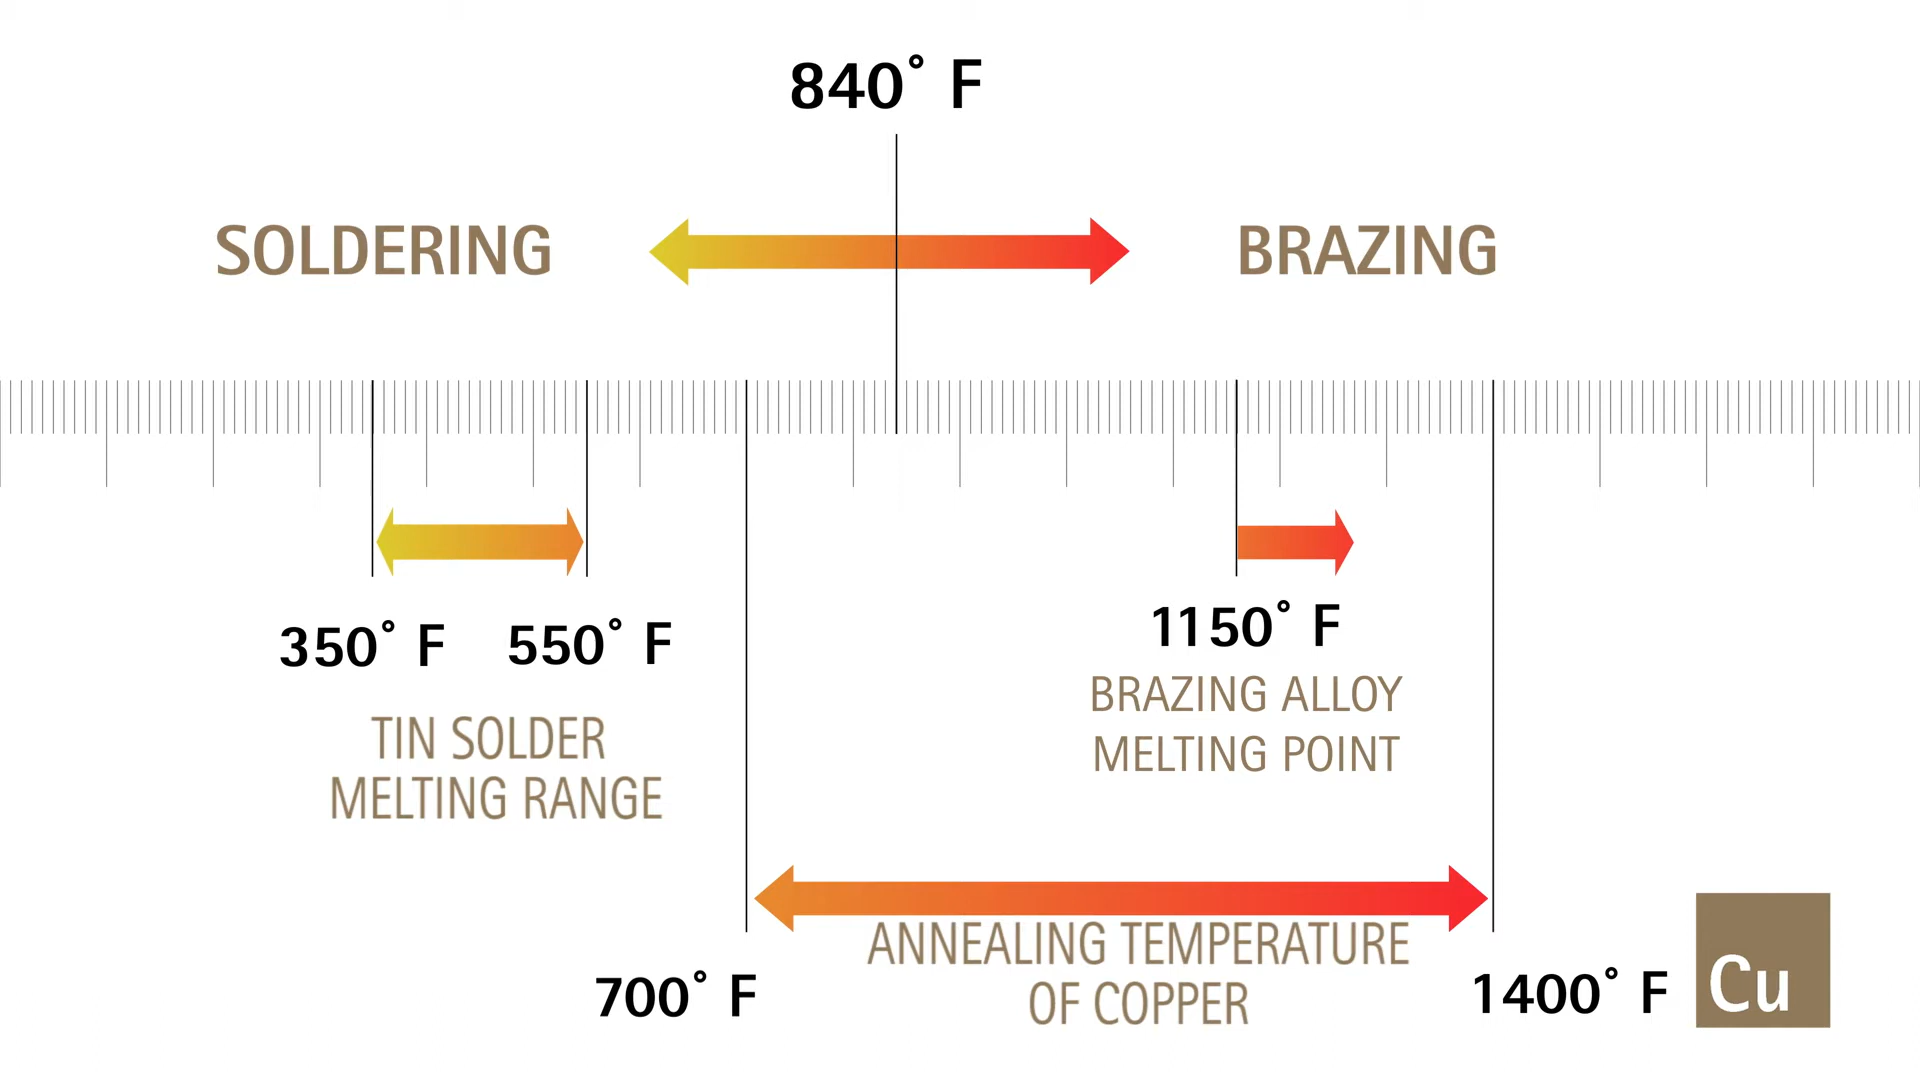 840° F
SOLDERING
BRAZING
350° F
550° F
TIN SOLDER
MELTING RANGE
1150° F
BRAZING ALLOY
MELTING POINT
ANNEALING TEMPERATURE
OF COPPER
700° F
1400° F
Cu